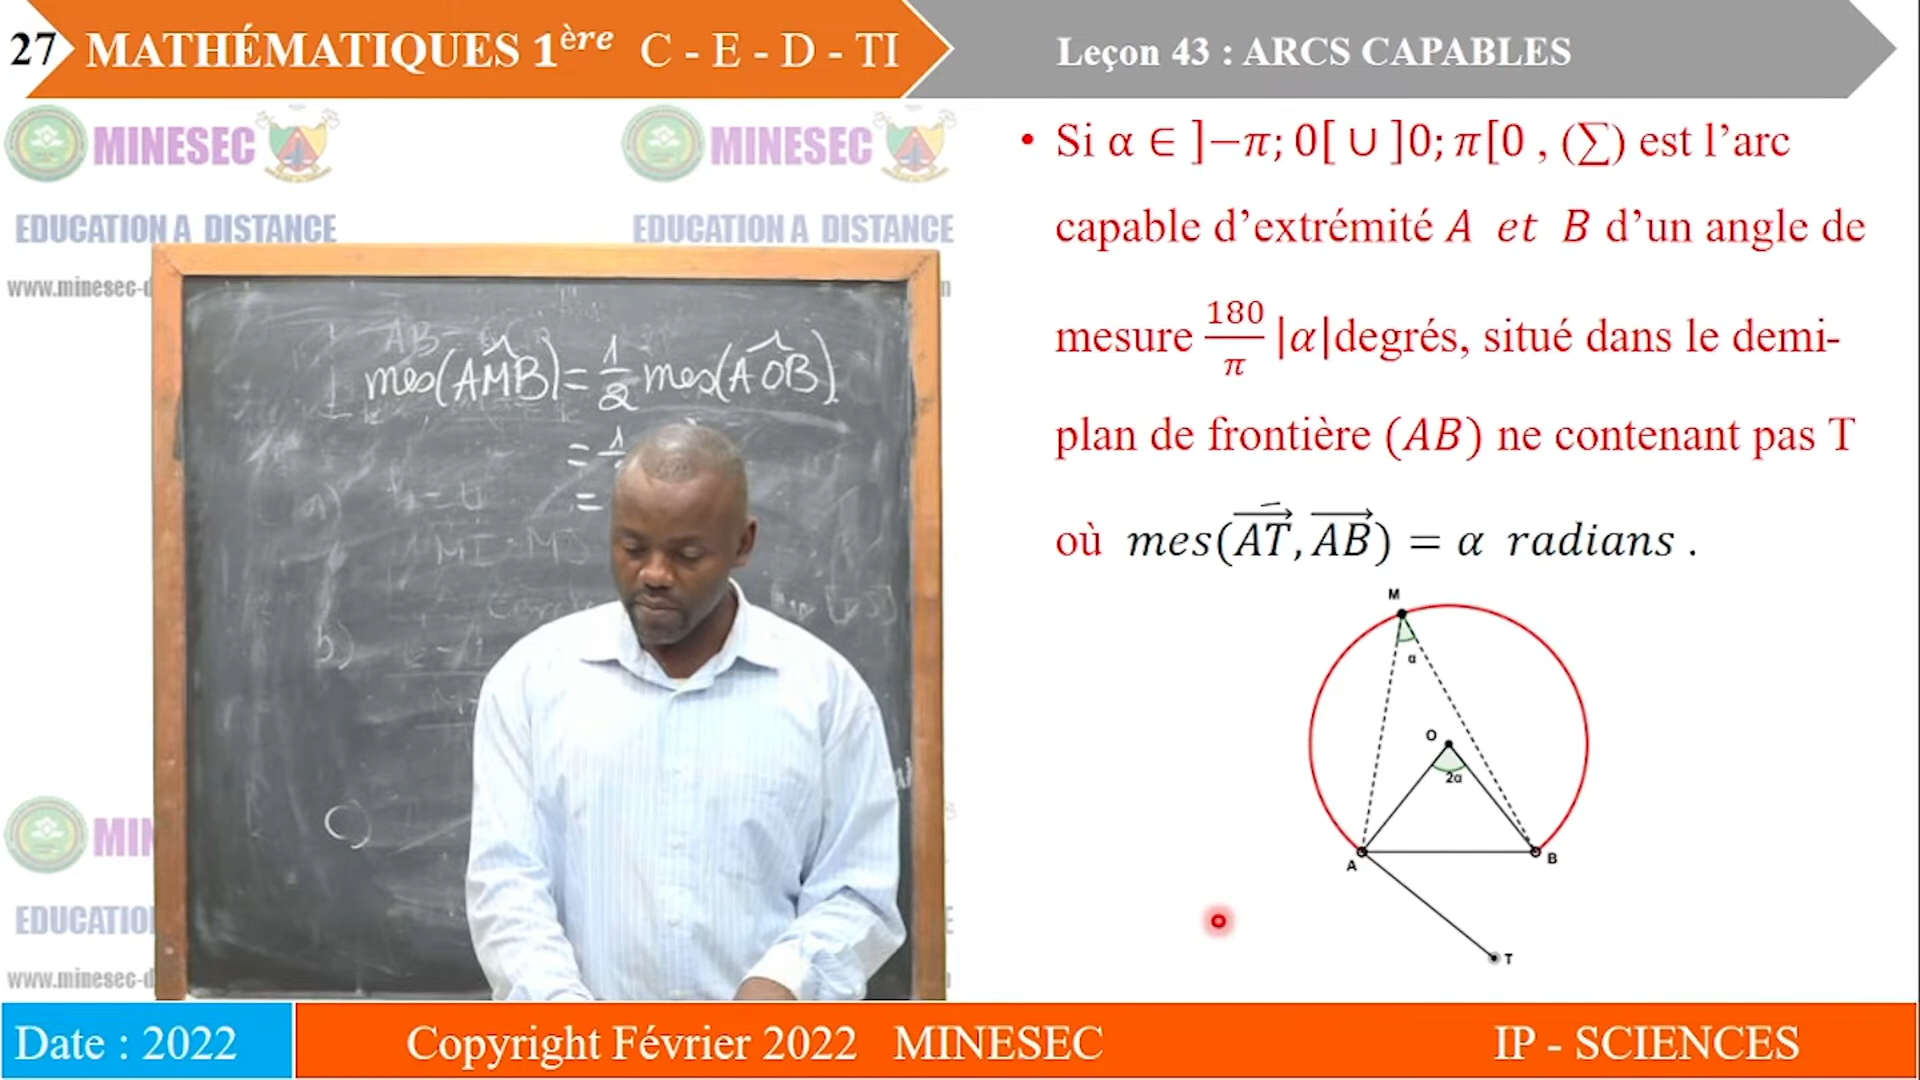 27 MATHÉMATIQUES 1ère C - E - D - TI
Leçon 43 : ARCS CAPABLES
MINESEC
MINESEC
EDUCATION A DISTANCE
EDUCATION A DISTANCE
www.minesec-d
• Si α ∈ ]−π; 0[ ∪ ]0; π[0 , (∑) est l’arc
capable d’extrémité A et B d’un angle de
mesure 180/π |α|degrés, situé dans le demi-
plan de frontière (AB) ne contenant pas T
où mes(AT, AB) = α radians .
mes(AMB) = 1/2 mes(AOB)
=
=
a)
b)
c)
M
α
O
2α
A
B
T
MIN
EDUCATIO
www.minesec-d
Date : 2022
Copyright Février 2022 MINESEC
IP - SCIENCES